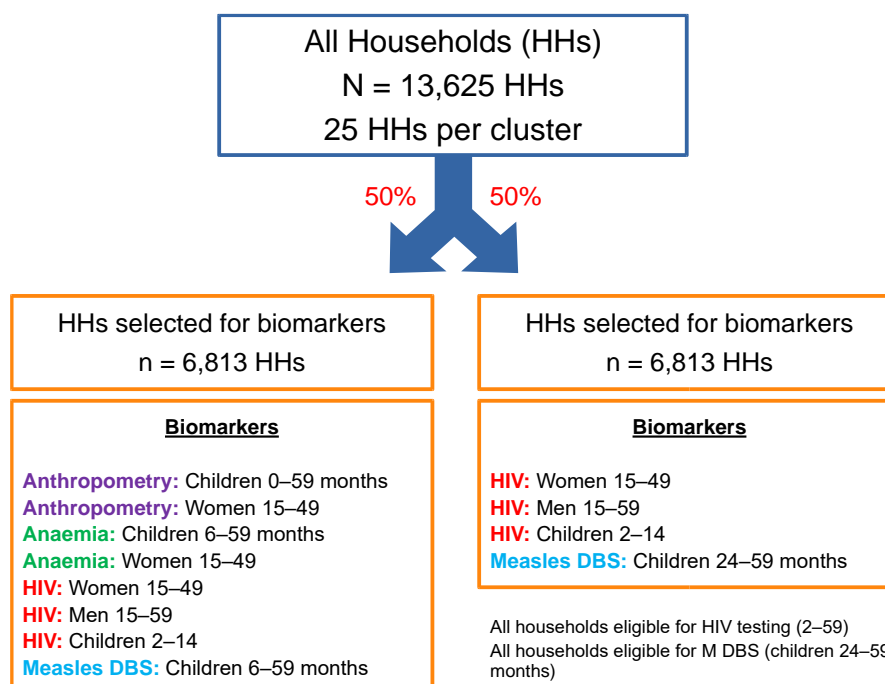 All Households (HHs)
N = 13,625 HHs
25 HHs per cluster
50%
50%
HHs selected for biomarkers
n = 6,813 HHs
Biomarkers
Anthropometry: Children 0–59 months
Anthropometry: Women 15–49
Anaemia: Children 6–59 months
Anaemia: Women 15–49
HIV: Women 15–49
HIV: Men 15–59
HIV: Children 2–14
Measles DBS: Children 6–59 months
HHs selected for biomarkers
n = 6,813 HHs
Biomarkers
HIV: Women 15–49
HIV: Men 15–59
HIV: Children 2–14
Measles DBS: Children 24–59 months
All households eligible for HIV testing (2–59)
All households eligible for M DBS (children 24–59
months)